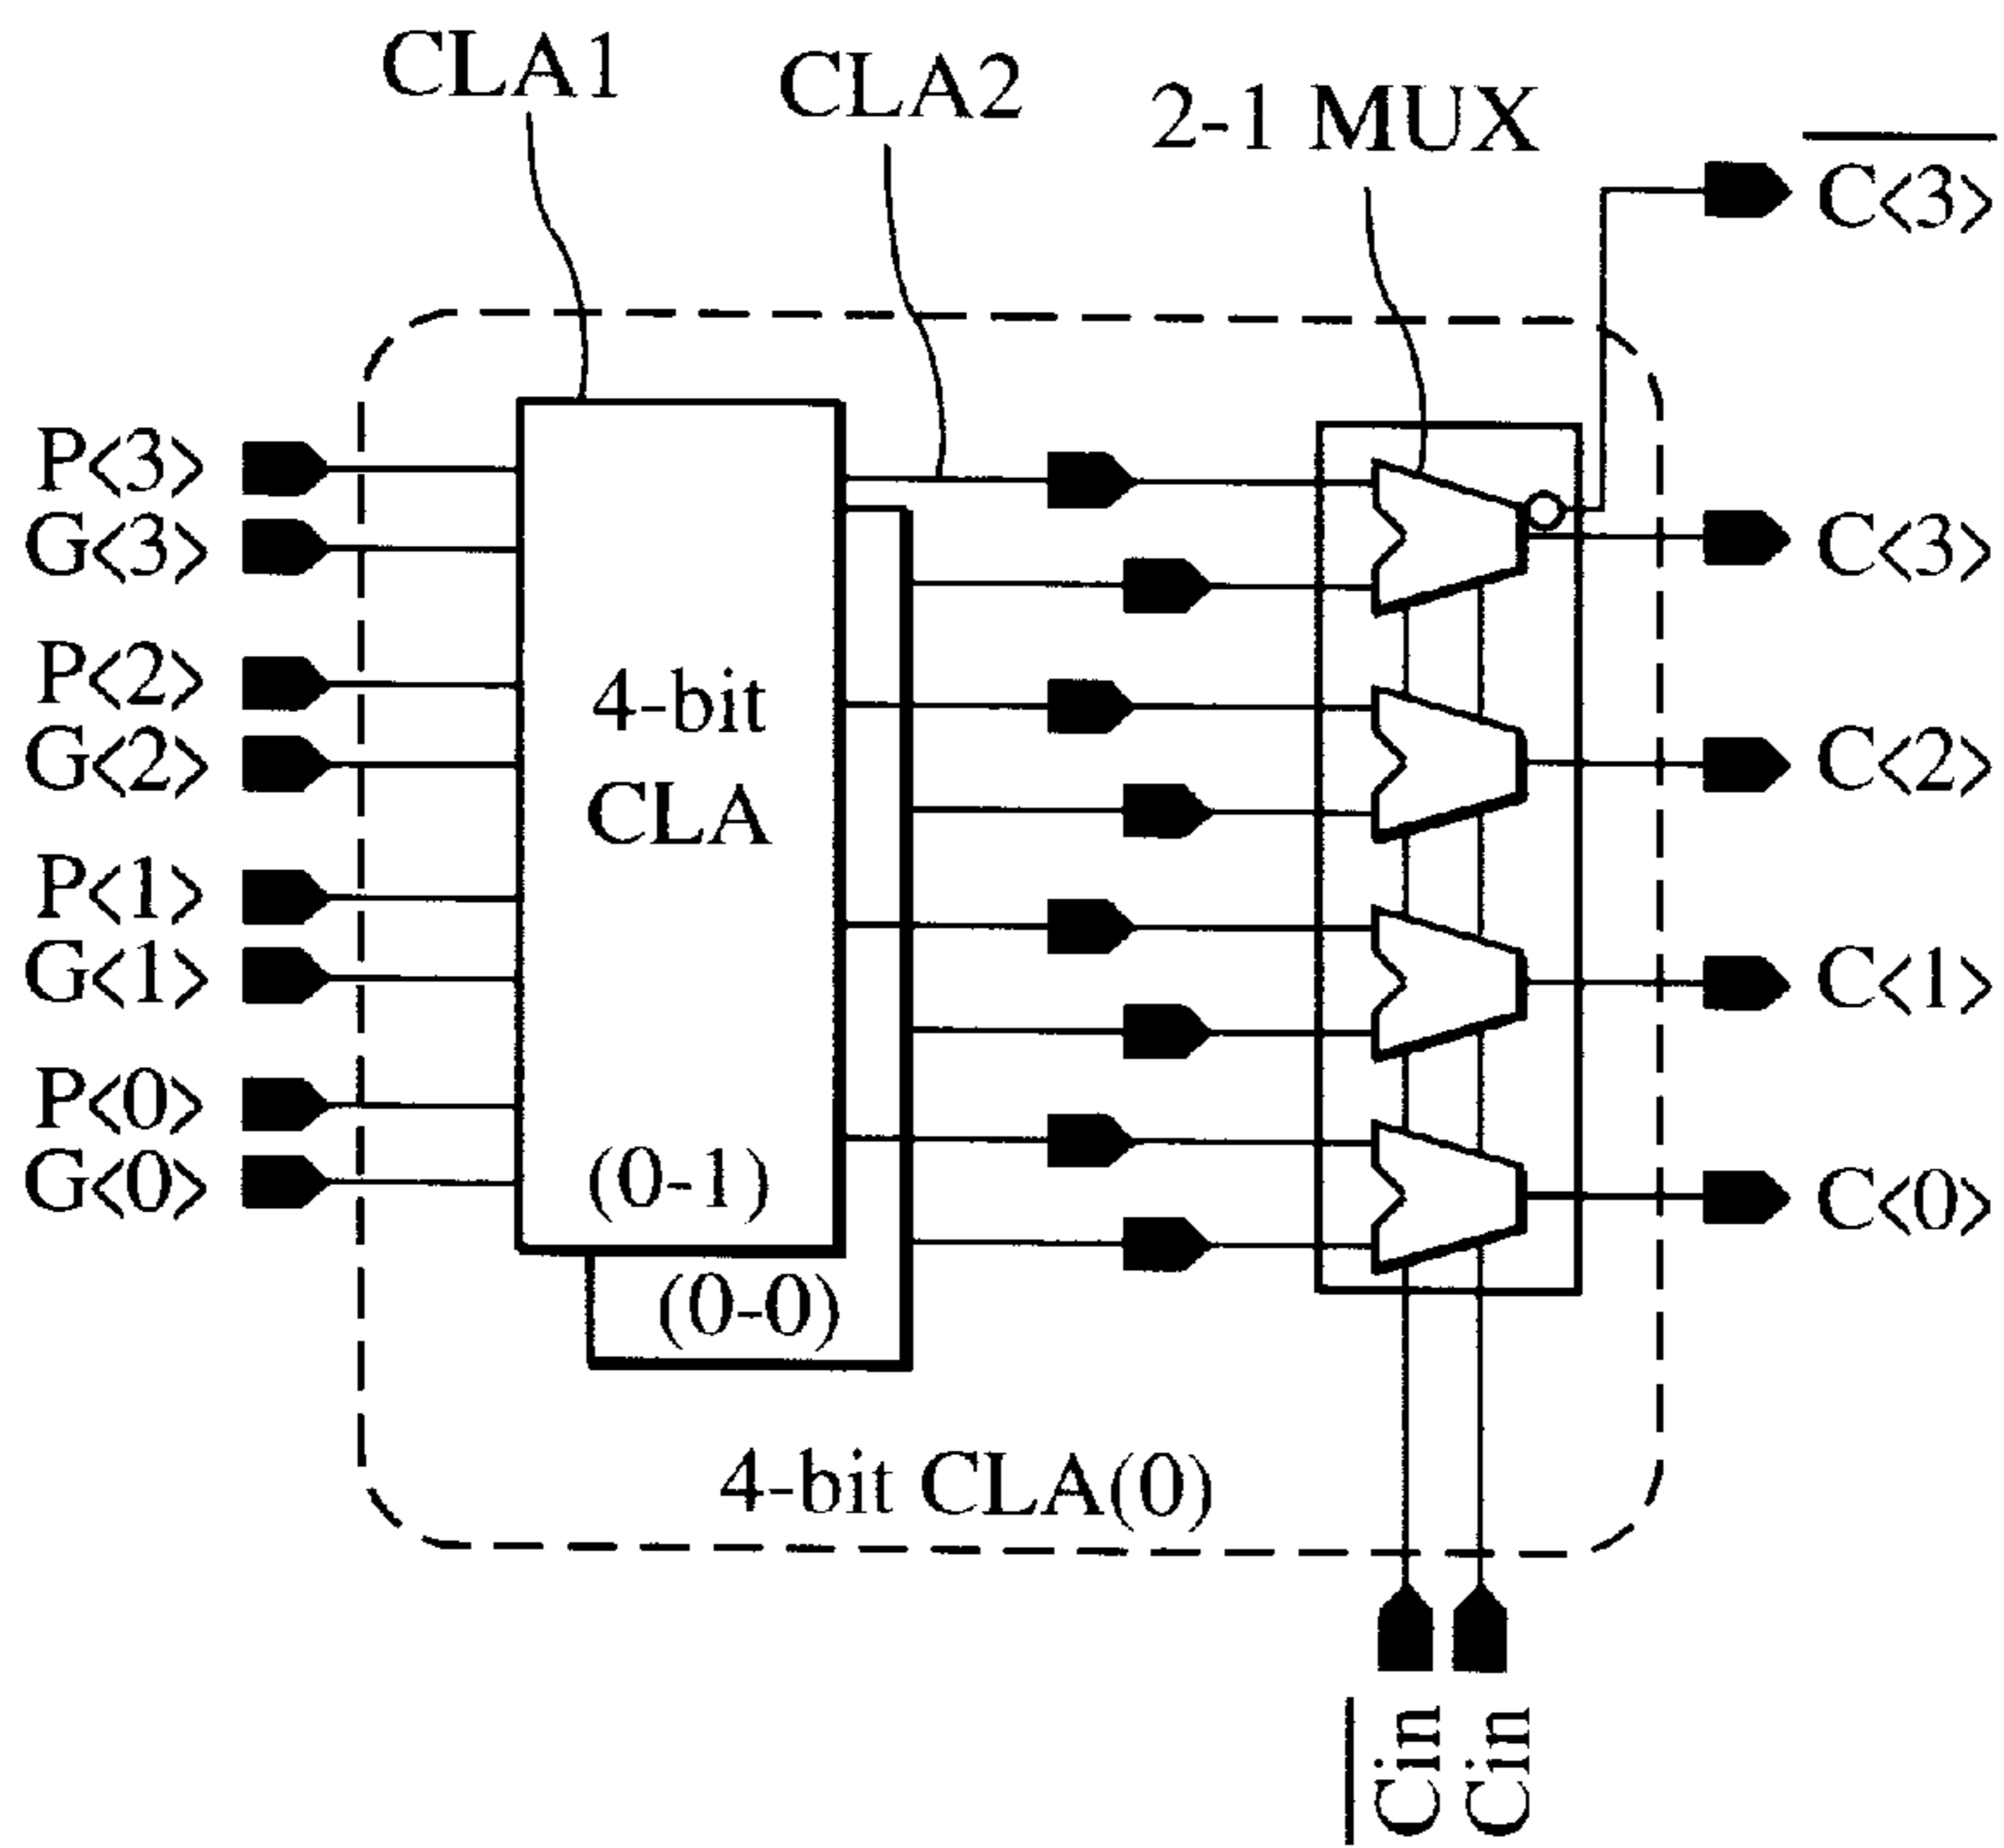 CLA1
CLA2
2-1 MUX
C̅<̅3̅>̅
P<3>
G<3>
C<3>
P<2>
G<2>
C<2>
4-bit
CLA
P<1>
G<1>
C<1>
P<0>
G<0>
C<0>
(0-1)
(0-0)
4-bit CLA(0)
C̅i̅n̅
Cin